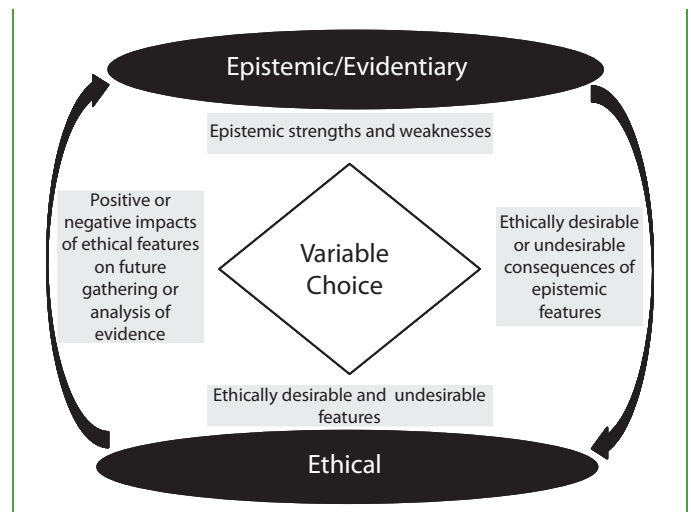 Epistemic/Evidentiary
Epistemic strengths and weaknesses
Positive or
negative impacts
of ethical features
on future
gathering or
analysis of
evidence
Variable
Choice
Ethically desirable
or undesirable
consequences of
epistemic
features
Ethically desirable and undesirable
features
Ethical